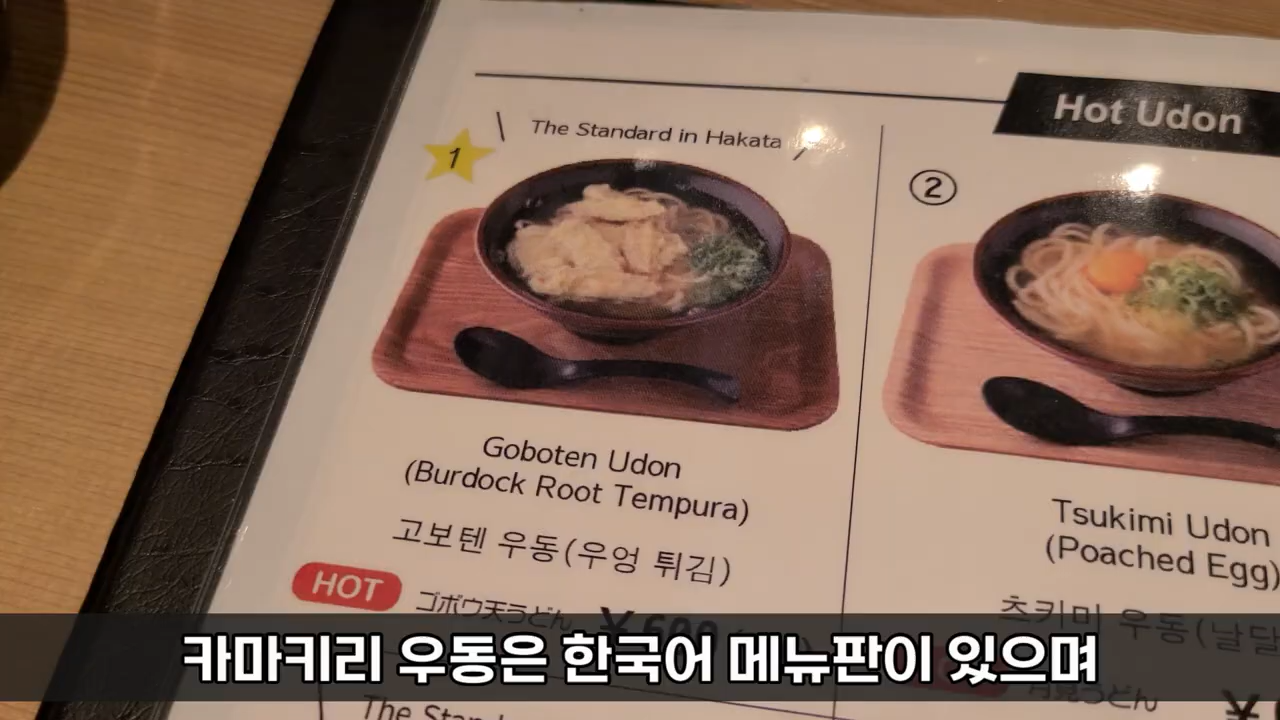 Hot Udon
The Standard in Hakata
1
Goboten Udon
(Burdock Root Tempura)
고보텐 우동(우엉 튀김)
HOT
ゴボウ天うどん
②
Tsukimi Udon
(Poached Egg)
츠키미 우동(날달
月見うどん
카마키리 우동은 한국어 메뉴판이 있으며
The